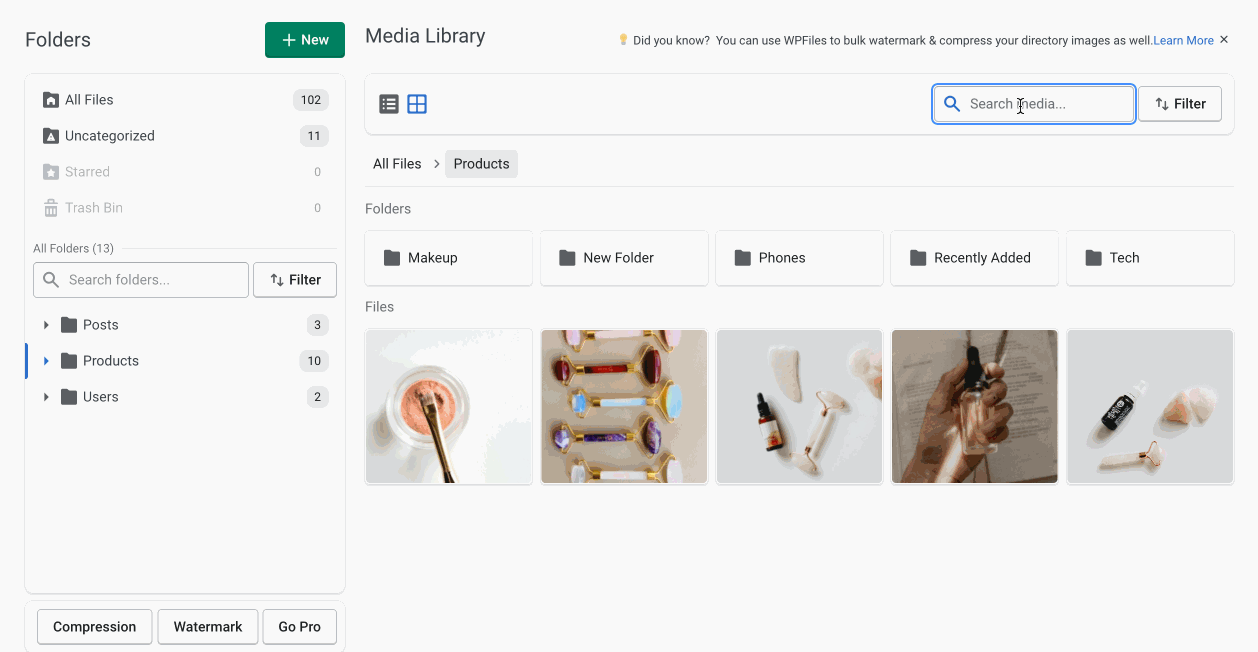 Folders
+ New
All Files 102
Uncategorized 11
Starred 0
Trash Bin 0
All Folders (13)
Search folders...
Filter
Posts 3
Products 10
Users 2
Compression
Watermark
Go Pro
Media Library
Did you know? You can use WPFiles to bulk watermark & compress your directory images as well. Learn More ×
Search media...
Filter
All Files > Products
Folders
Makeup
New Folder
Phones
Recently Added
Tech
Files